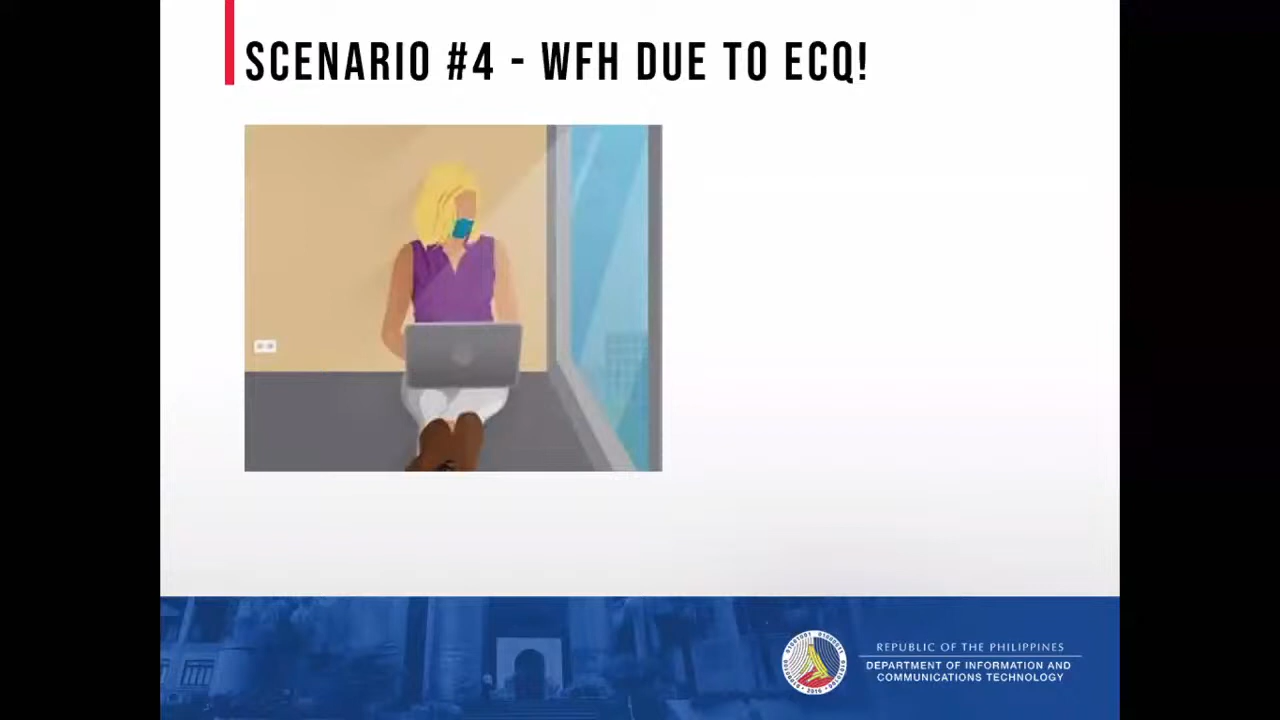 SCENARIO #4 - WFH DUE TO ECQ!
REPUBLIC OF THE PHILIPPINES
DEPARTMENT OF INFORMATION AND
COMMUNICATIONS TECHNOLOGY